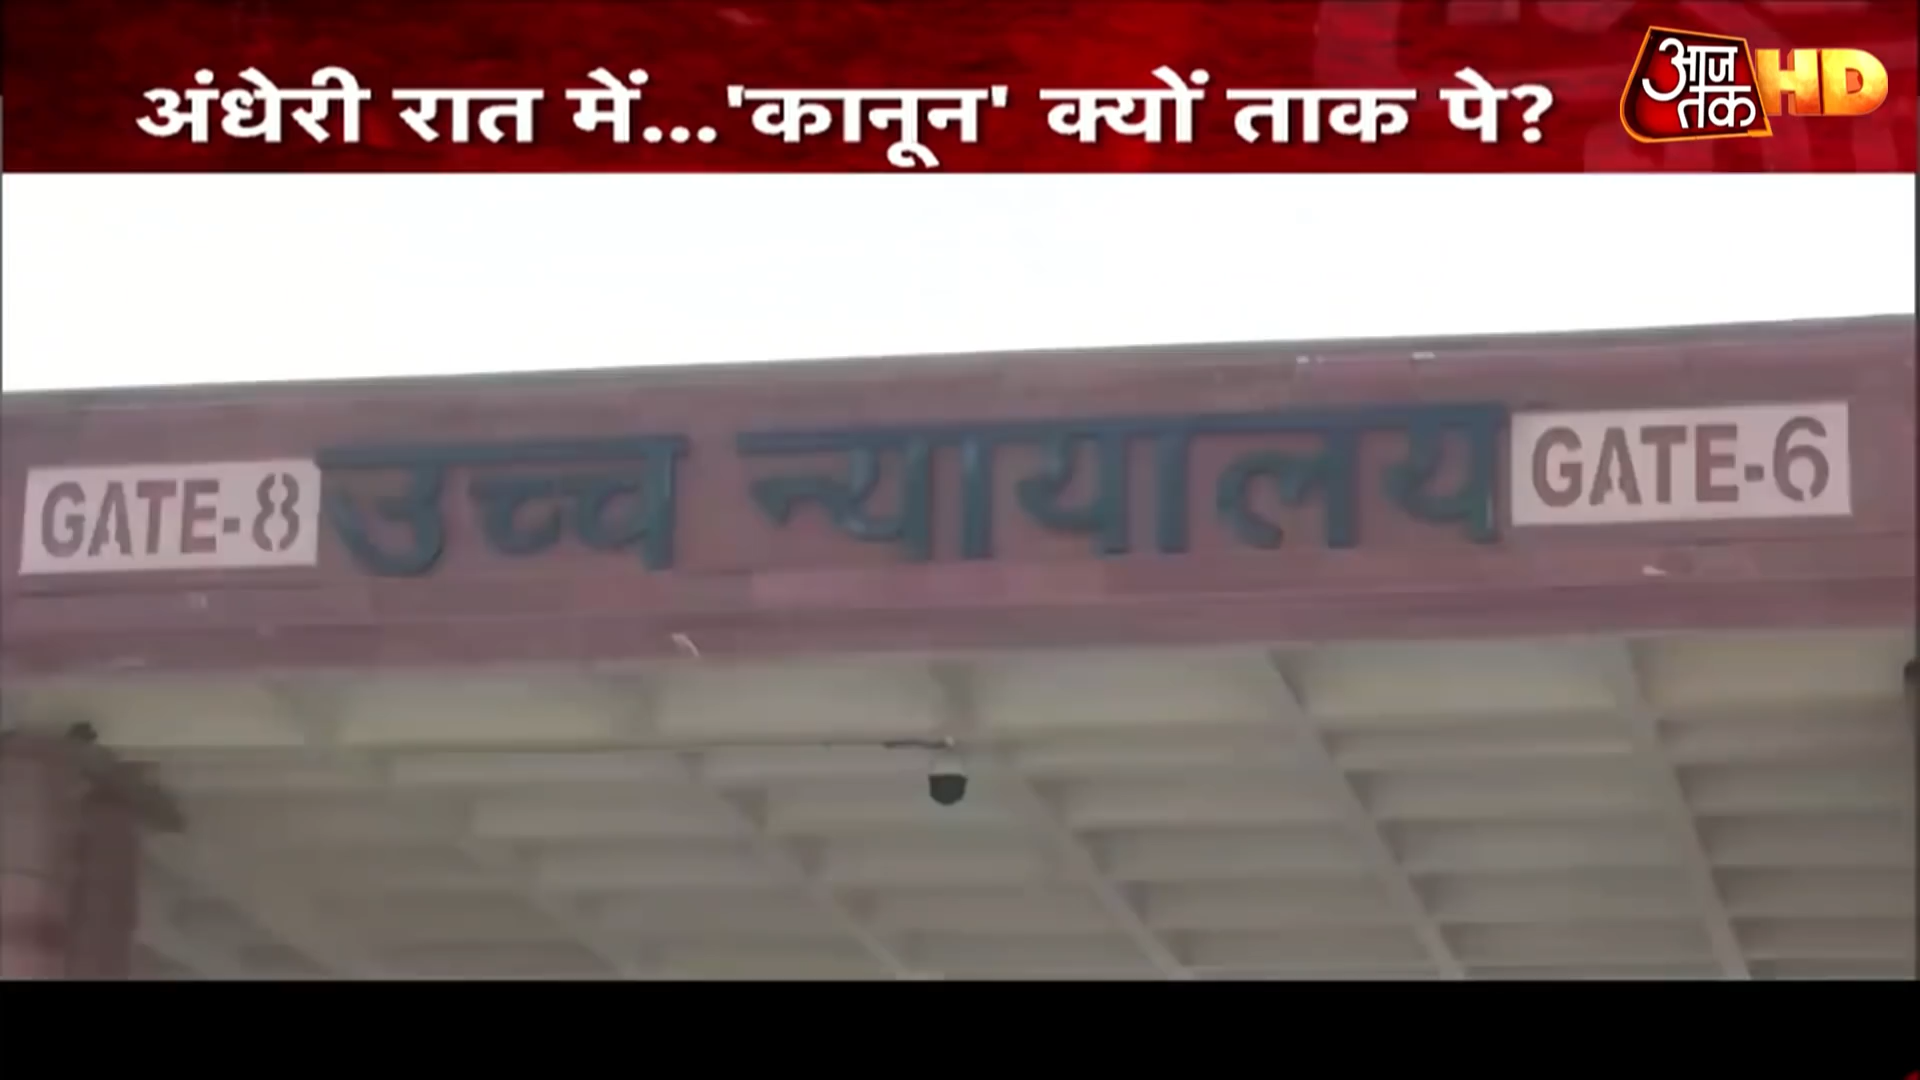 अंधेरी रात में...'कानून' क्यों ताक पे?
आज तक HD
GATE-8 उच्च न्यायालय GATE-6